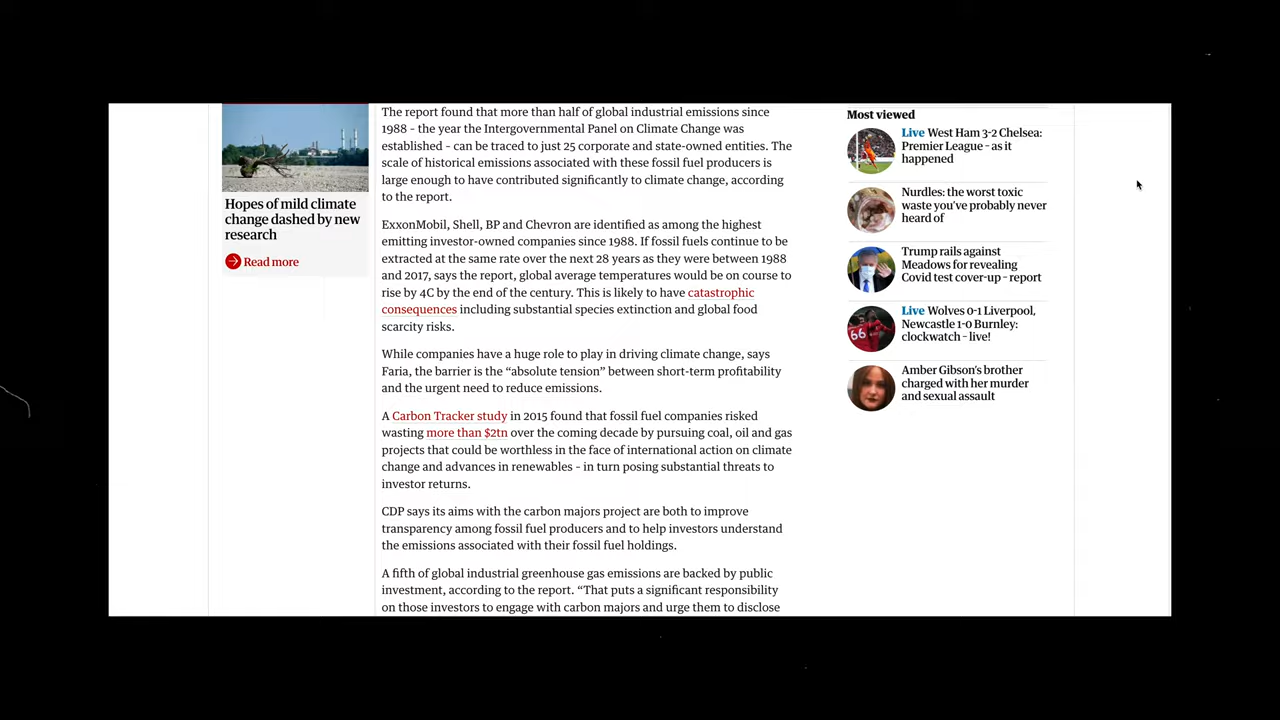 Hopes of mild climate
change dashed by new
research
Read more
The report found that more than half of global industrial emissions since
1988 – the year the Intergovernmental Panel on Climate Change was
established – can be traced to just 25 corporate and state-owned entities. The
scale of historical emissions associated with these fossil fuel producers is
large enough to have contributed significantly to climate change, according
to the report.
ExxonMobil, Shell, BP and Chevron are identified as among the highest
emitting investor-owned companies since 1988. If fossil fuels continue to be
extracted at the same rate over the next 28 years as they were between 1988
and 2017, says the report, global average temperatures would be on course to
rise by 4C by the end of the century. This is likely to have catastrophic
consequences including substantial species extinction and global food
scarcity risks.
While companies have a huge role to play in driving climate change, says
Faria, the barrier is the “absolute tension” between short-term profitability
and the urgent need to reduce emissions.
A Carbon Tracker study in 2015 found that fossil fuel companies risked
wasting more than $2tn over the coming decade by pursuing coal, oil and gas
projects that could be worthless in the face of international action on climate
change and advances in renewables – in turn posing substantial threats to
investor returns.
CDP says its aims with the carbon majors project are both to improve
transparency among fossil fuel producers and to help investors understand
the emissions associated with their fossil fuel holdings.
A fifth of global industrial greenhouse gas emissions are backed by public
investment, according to the report. “That puts a significant responsibility
on those investors to engage with carbon majors and urge them to disclose
Most viewed
Live West Ham 3-2 Chelsea:
Premier League – as it
happened
Nurdles: the worst toxic
waste you’ve probably never
heard of
Trump rails against
Meadows for revealing
Covid test cover-up – report
Live Wolves 0-1 Liverpool,
Newcastle 1-0 Burnley:
clockwatch – live!
66
Amber Gibson’s brother
charged with her murder
and sexual assault